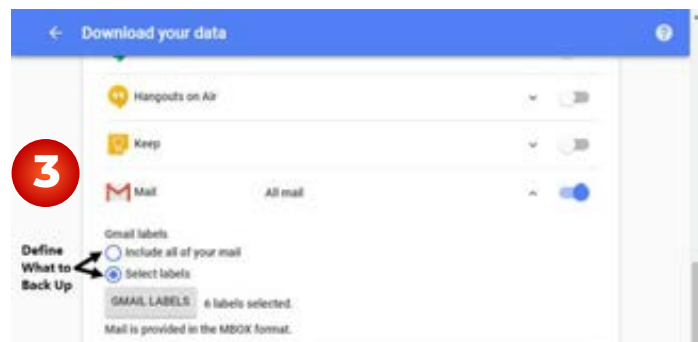 Download your data
Hangouts on Air
Keep
3
Mail All mail
Gmail labels
Include all of your mail
Select labels
Define
What to
Back Up
GMAIL LABELS 6 labels selected.
Mail is provided in the MBOX format.